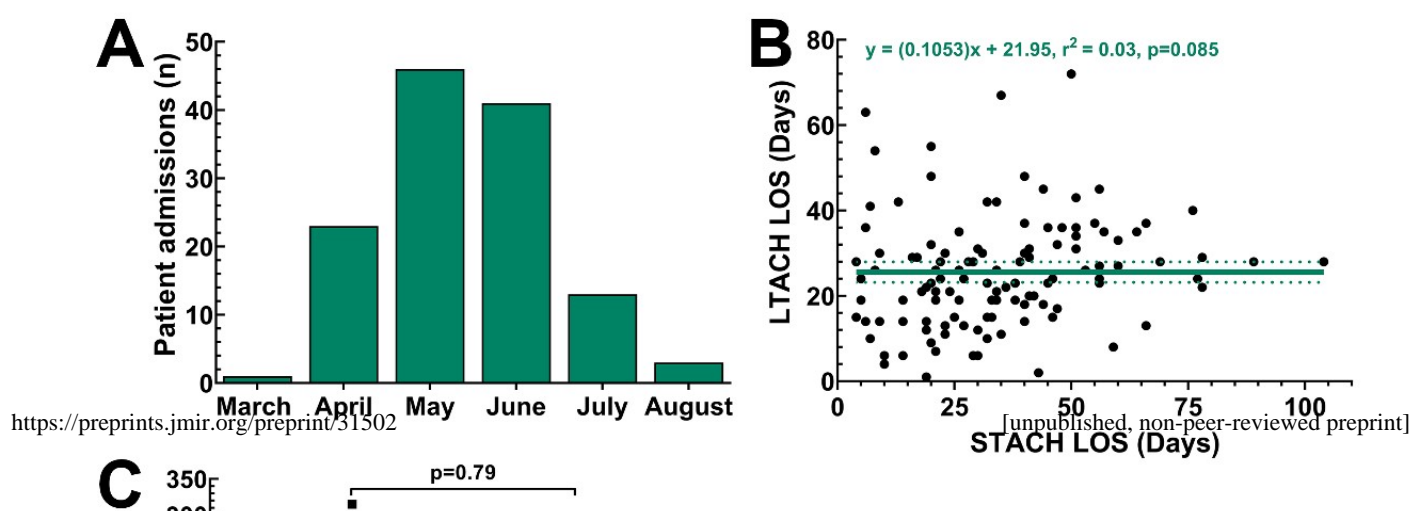 A
Patient admissions (n)
50
40
30
20
10
0
March April May June July August
B
y = (0.1053)x + 21.95, r² = 0.03, p=0.085
LTACH LOS (Days)
80
60
40
20
0
0 25 50 75 100
STACH LOS (Days)
https://preprints.jmir.org/preprint/31502
[unpublished, non-peer-reviewed preprint]
C
350
p=0.79